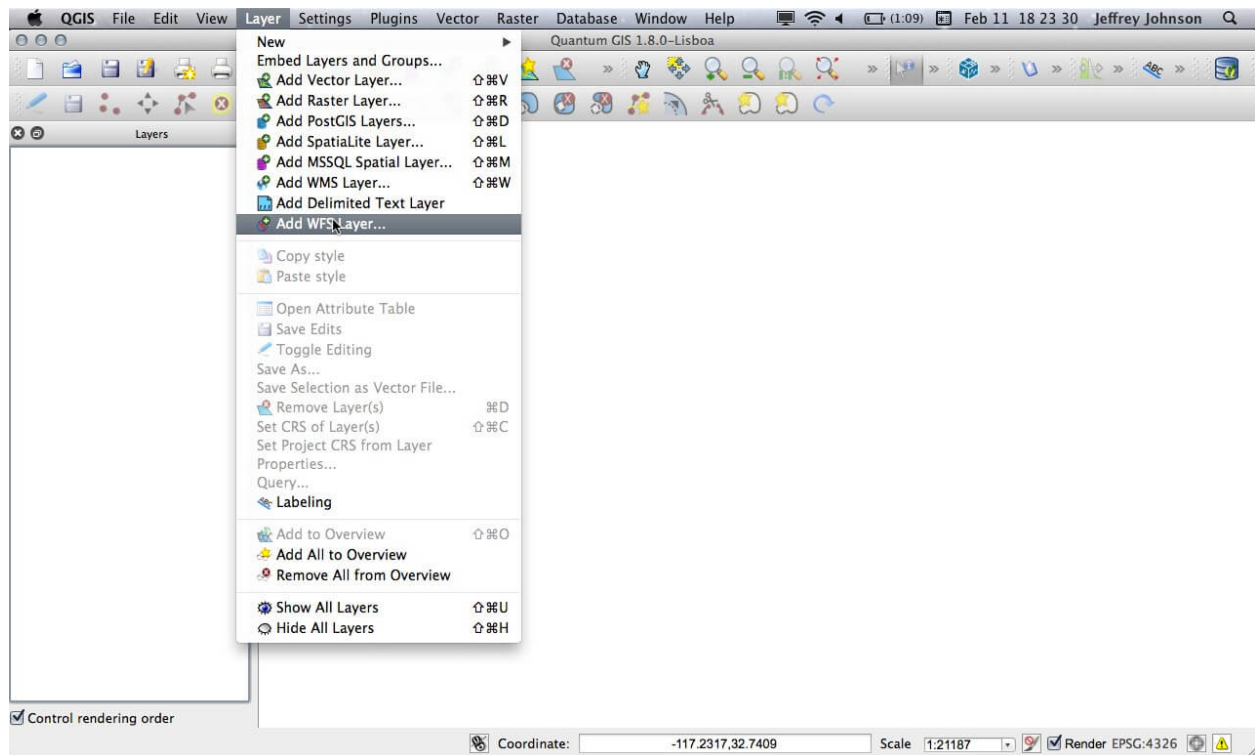 QGIS File Edit View Layer Settings Plugins Vector Raster Database Window Help (1:09) Feb 11 18 23 30 Jeffrey Johnson
Quantum GIS 1.8.0-Lisboa
New
Embed Layers and Groups...
Add Vector Layer... ⇧⌘V
Add Raster Layer... ⇧⌘R
Add PostGIS Layers... ⇧⌘D
Add SpatiaLite Layer... ⇧⌘L
Add MSSQL Spatial Layer... ⇧⌘M
Add WMS Layer... ⇧⌘W
Add Delimited Text Layer
Add WFS Layer...
Copy style
Paste style
Open Attribute Table
Save Edits
Toggle Editing
Save As...
Save Selection as Vector File...
Remove Layer(s) ⌘D
Set CRS of Layer(s) ⇧⌘C
Set Project CRS from Layer
Properties...
Query...
Labeling
Add to Overview ⇧⌘O
Add All to Overview
Remove All from Overview
Show All Layers ⇧⌘U
Hide All Layers ⇧⌘H
Layers
Control rendering order
Coordinate: -117.2317,32.7409 Scale 1:21187 Render EPSG:4326